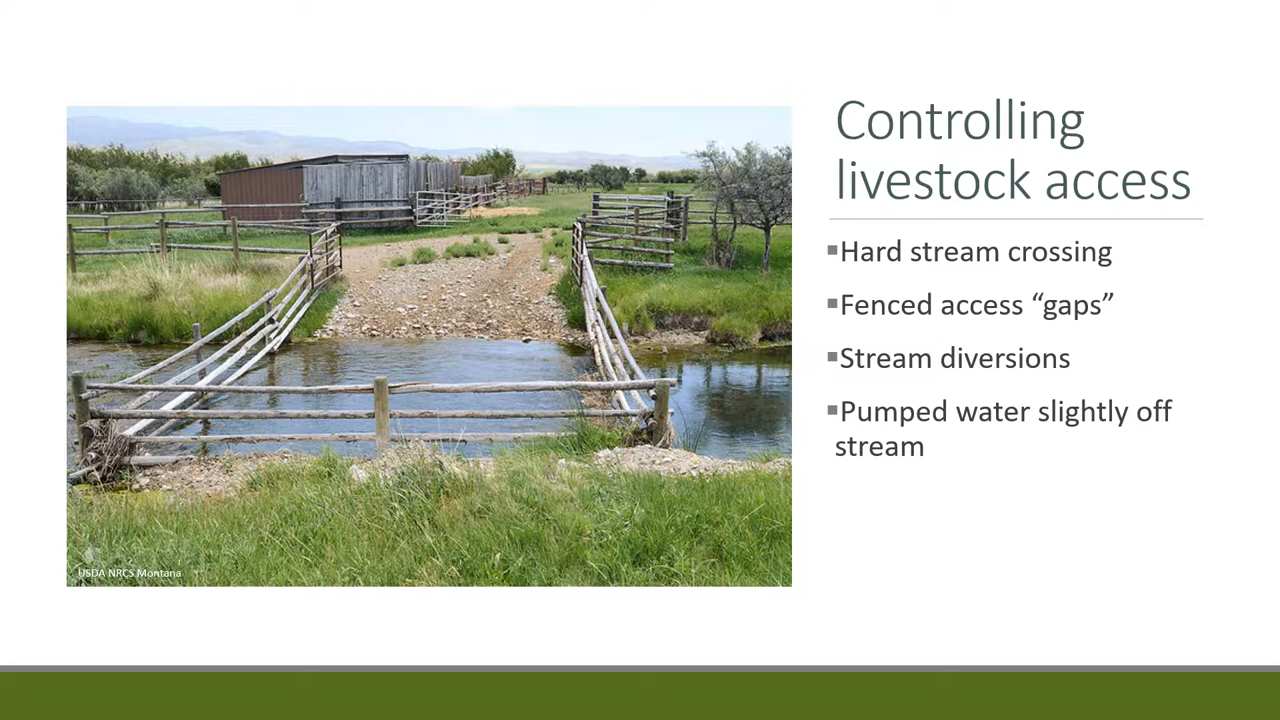 Controlling
livestock access
▪Hard stream crossing
▪Fenced access “gaps”
▪Stream diversions
▪Pumped water slightly off
stream
USDA NRCS Montana